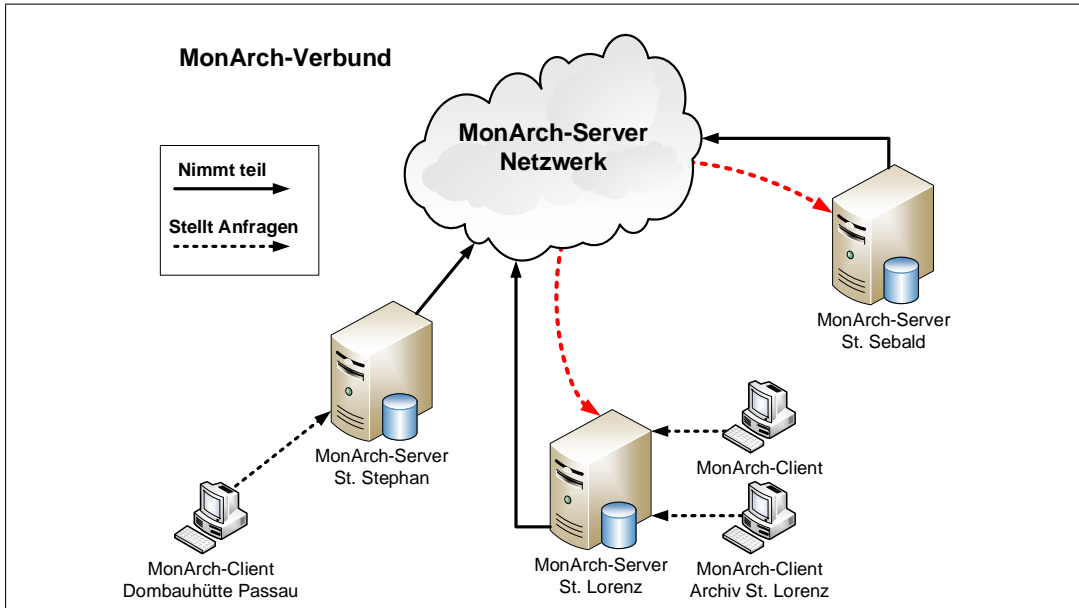 MonArch-Verbund
MonArch-Server
Netzwerk
Nimmt teil
Stellt Anfragen
MonArch-Server
St. Sebald
MonArch-Server
St. Stephan
MonArch-Client
MonArch-Client
Dombauhütte Passau
MonArch-Server
St. Lorenz
MonArch-Client
Archiv St. Lorenz